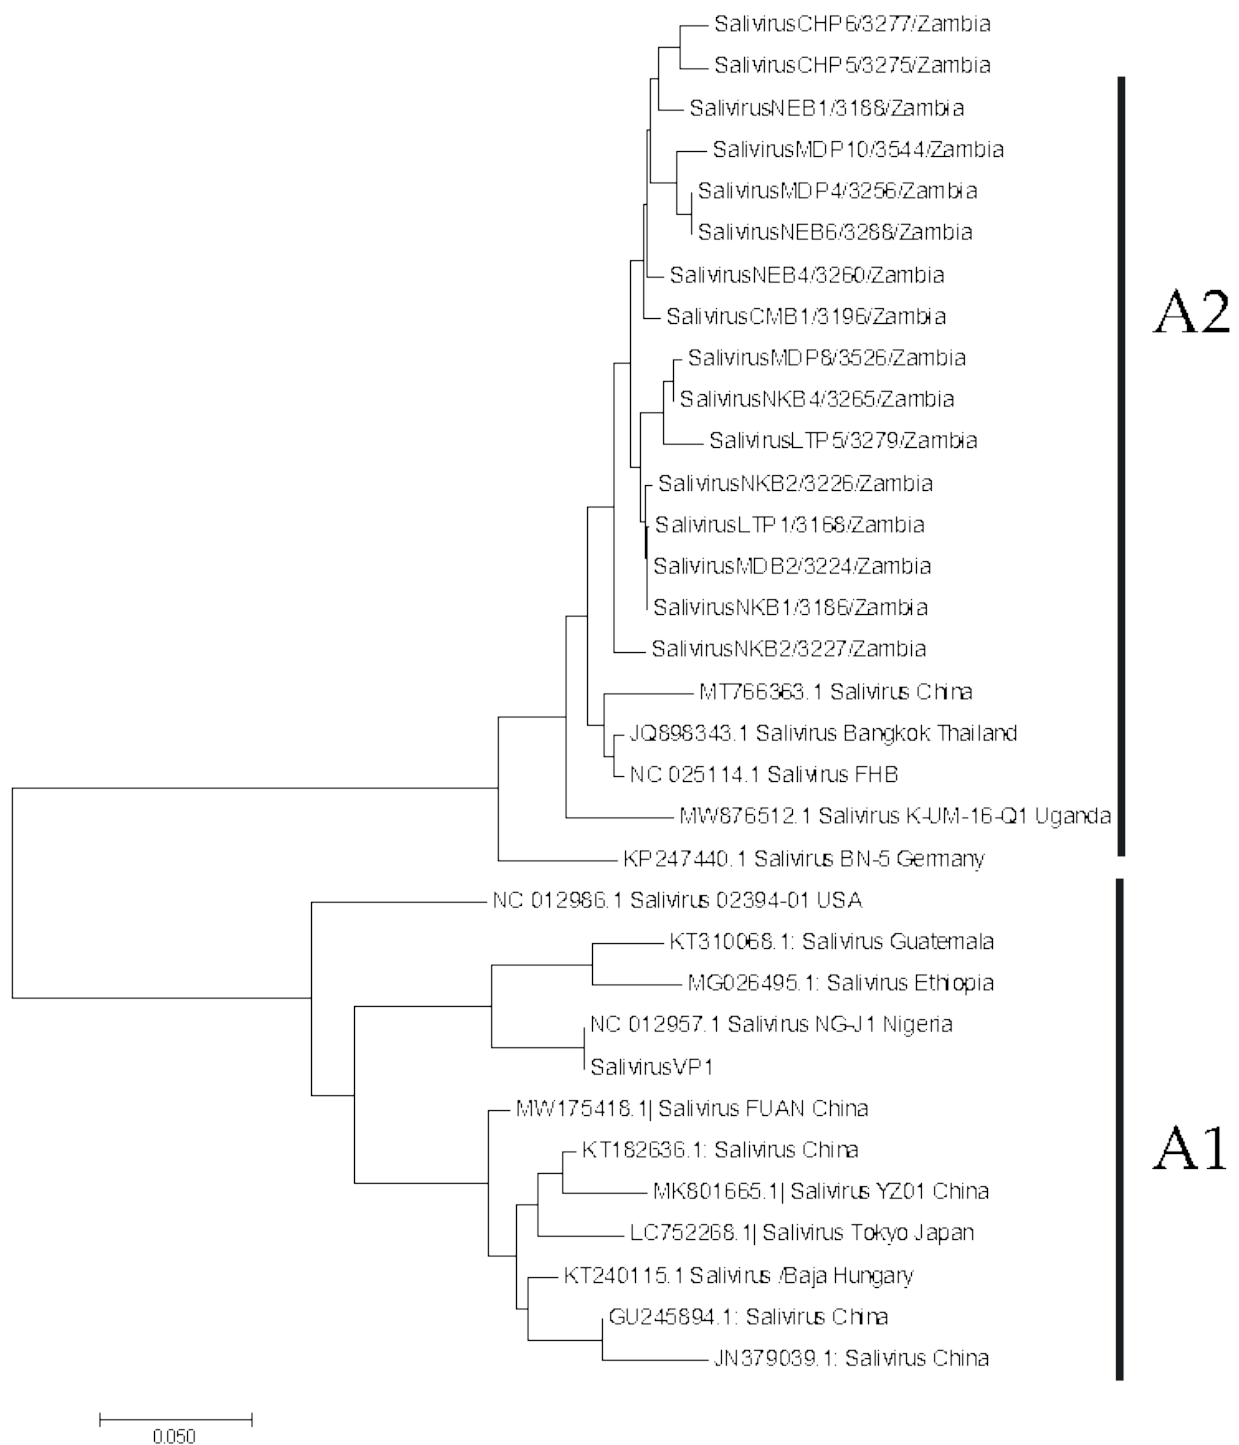 SalivirusCHP6/3277/Zambia
SalivirusCHP5/3275/Zambia
SalivirusNEB1/3188/Zambia
SalivirusMDP10/3544/Zambia
SalivirusMDP4/3256/Zambia
SalivirusNEB6/3288/Zambia
SalivirusNEB4/3260/Zambia
A2
SalivirusCMB1/3196/Zambia
SalivirusMDP8/3526/Zambia
SalivirusNKB4/3265/Zambia
SalivirusLTP5/3279/Zambia
SalivirusNKB2/3226/Zambia
SalivirusLTP1/3168/Zambia
SalivirusMDB2/3224/Zambia
SalivirusNKB1/3186/Zambia
SalivirusNKB2/3227/Zambia
MT766363.1 Salivirus China
JQ898343.1 Salivirus Bangkok Thailand
NC 025114.1 Salivirus FHB
MW876512.1 Salivirus K-UM-16-Q1 Uganda
KP247440.1 Salivirus BN-5 Germany
NC 012986.1 Salivirus 02394-01 USA
KT310068.1: Salivirus Guatemala
MG026495.1: Salivirus Ethiopia
NC 012957.1 Salivirus NG-J1 Nigeria
SalivirusVP1
MW175418.1| Salivirus FUAN China
KT182636.1: Salivirus China
A1
MK801665.1| Salivirus YZ01 China
LC752268.1| Salivirus Tokyo Japan
KT240115.1 Salivirus /Baja Hungary
GU245894.1: Salivirus China
JN379039.1: Salivirus China
0.050